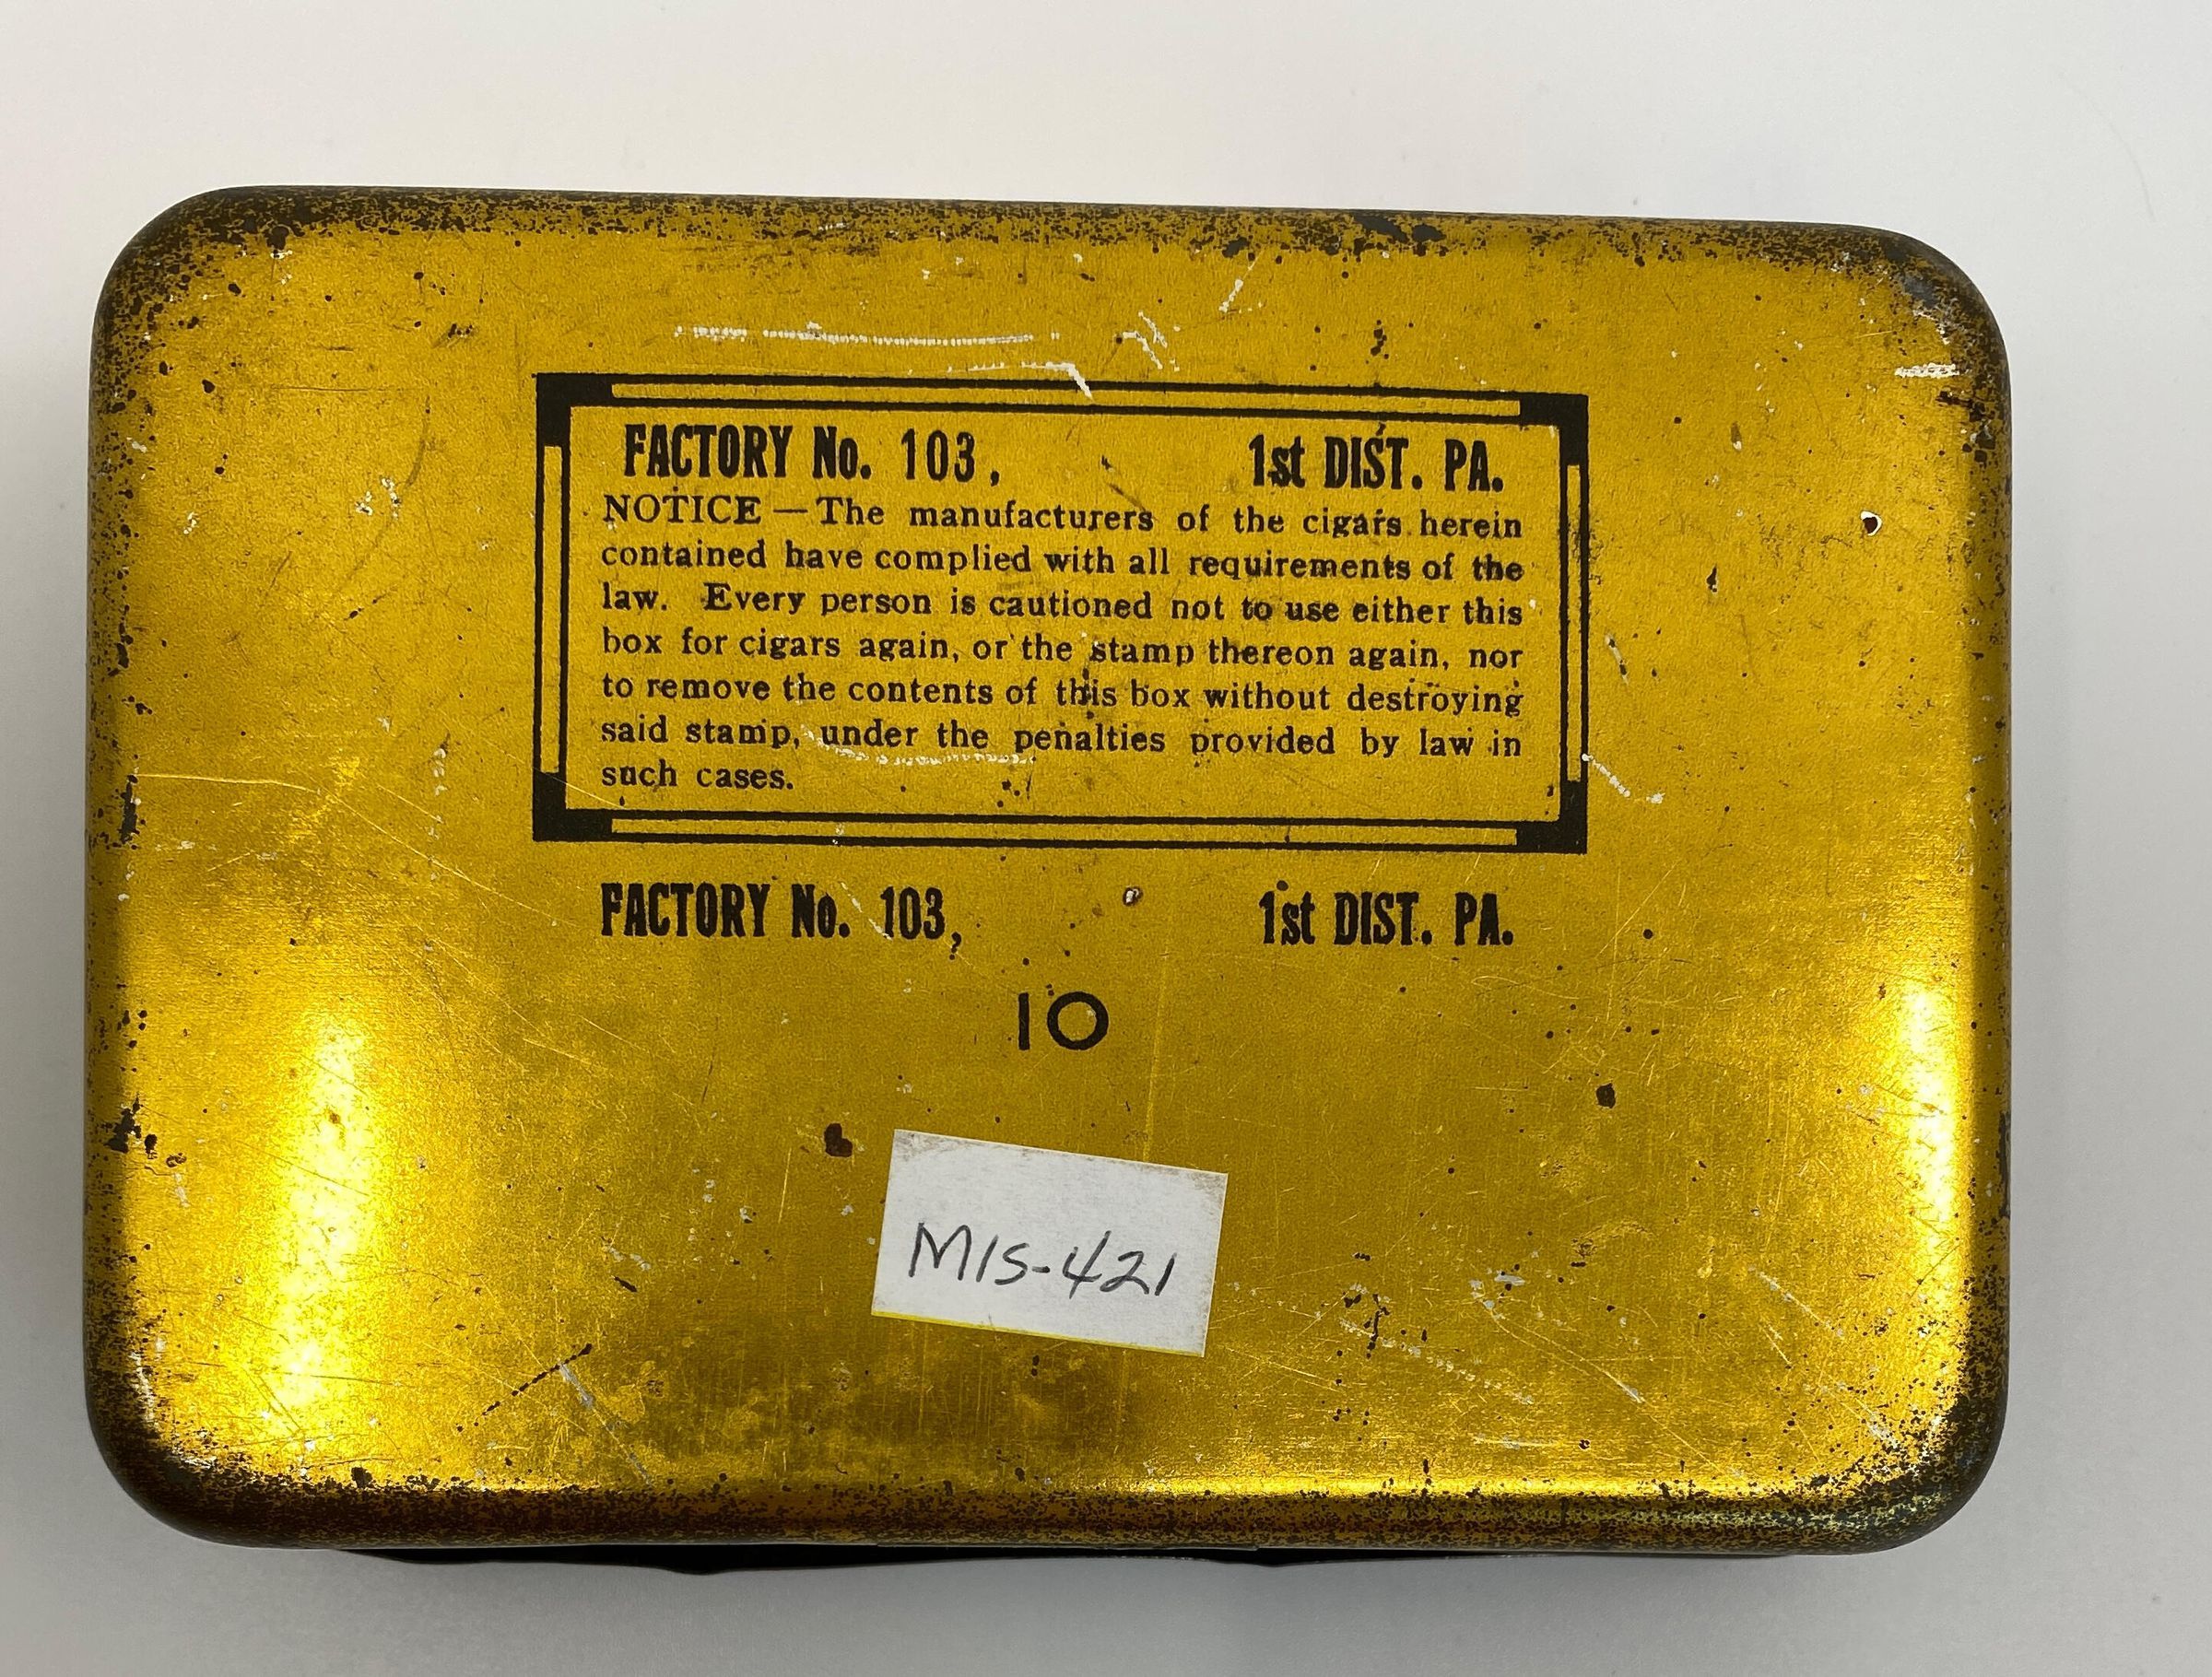 FACTORY No. 103, 1st DIST. PA.
NOTICE — The manufacturers of the cigars herein
contained have complied with all requirements of the
law. Every person is cautioned not to use either this
box for cigars again, or the stamp thereon again, nor
to remove the contents of this box without destroying
said stamp, under the penalties provided by law in
such cases.
FACTORY No. 103, 1st DIST. PA.
10
MIS-421